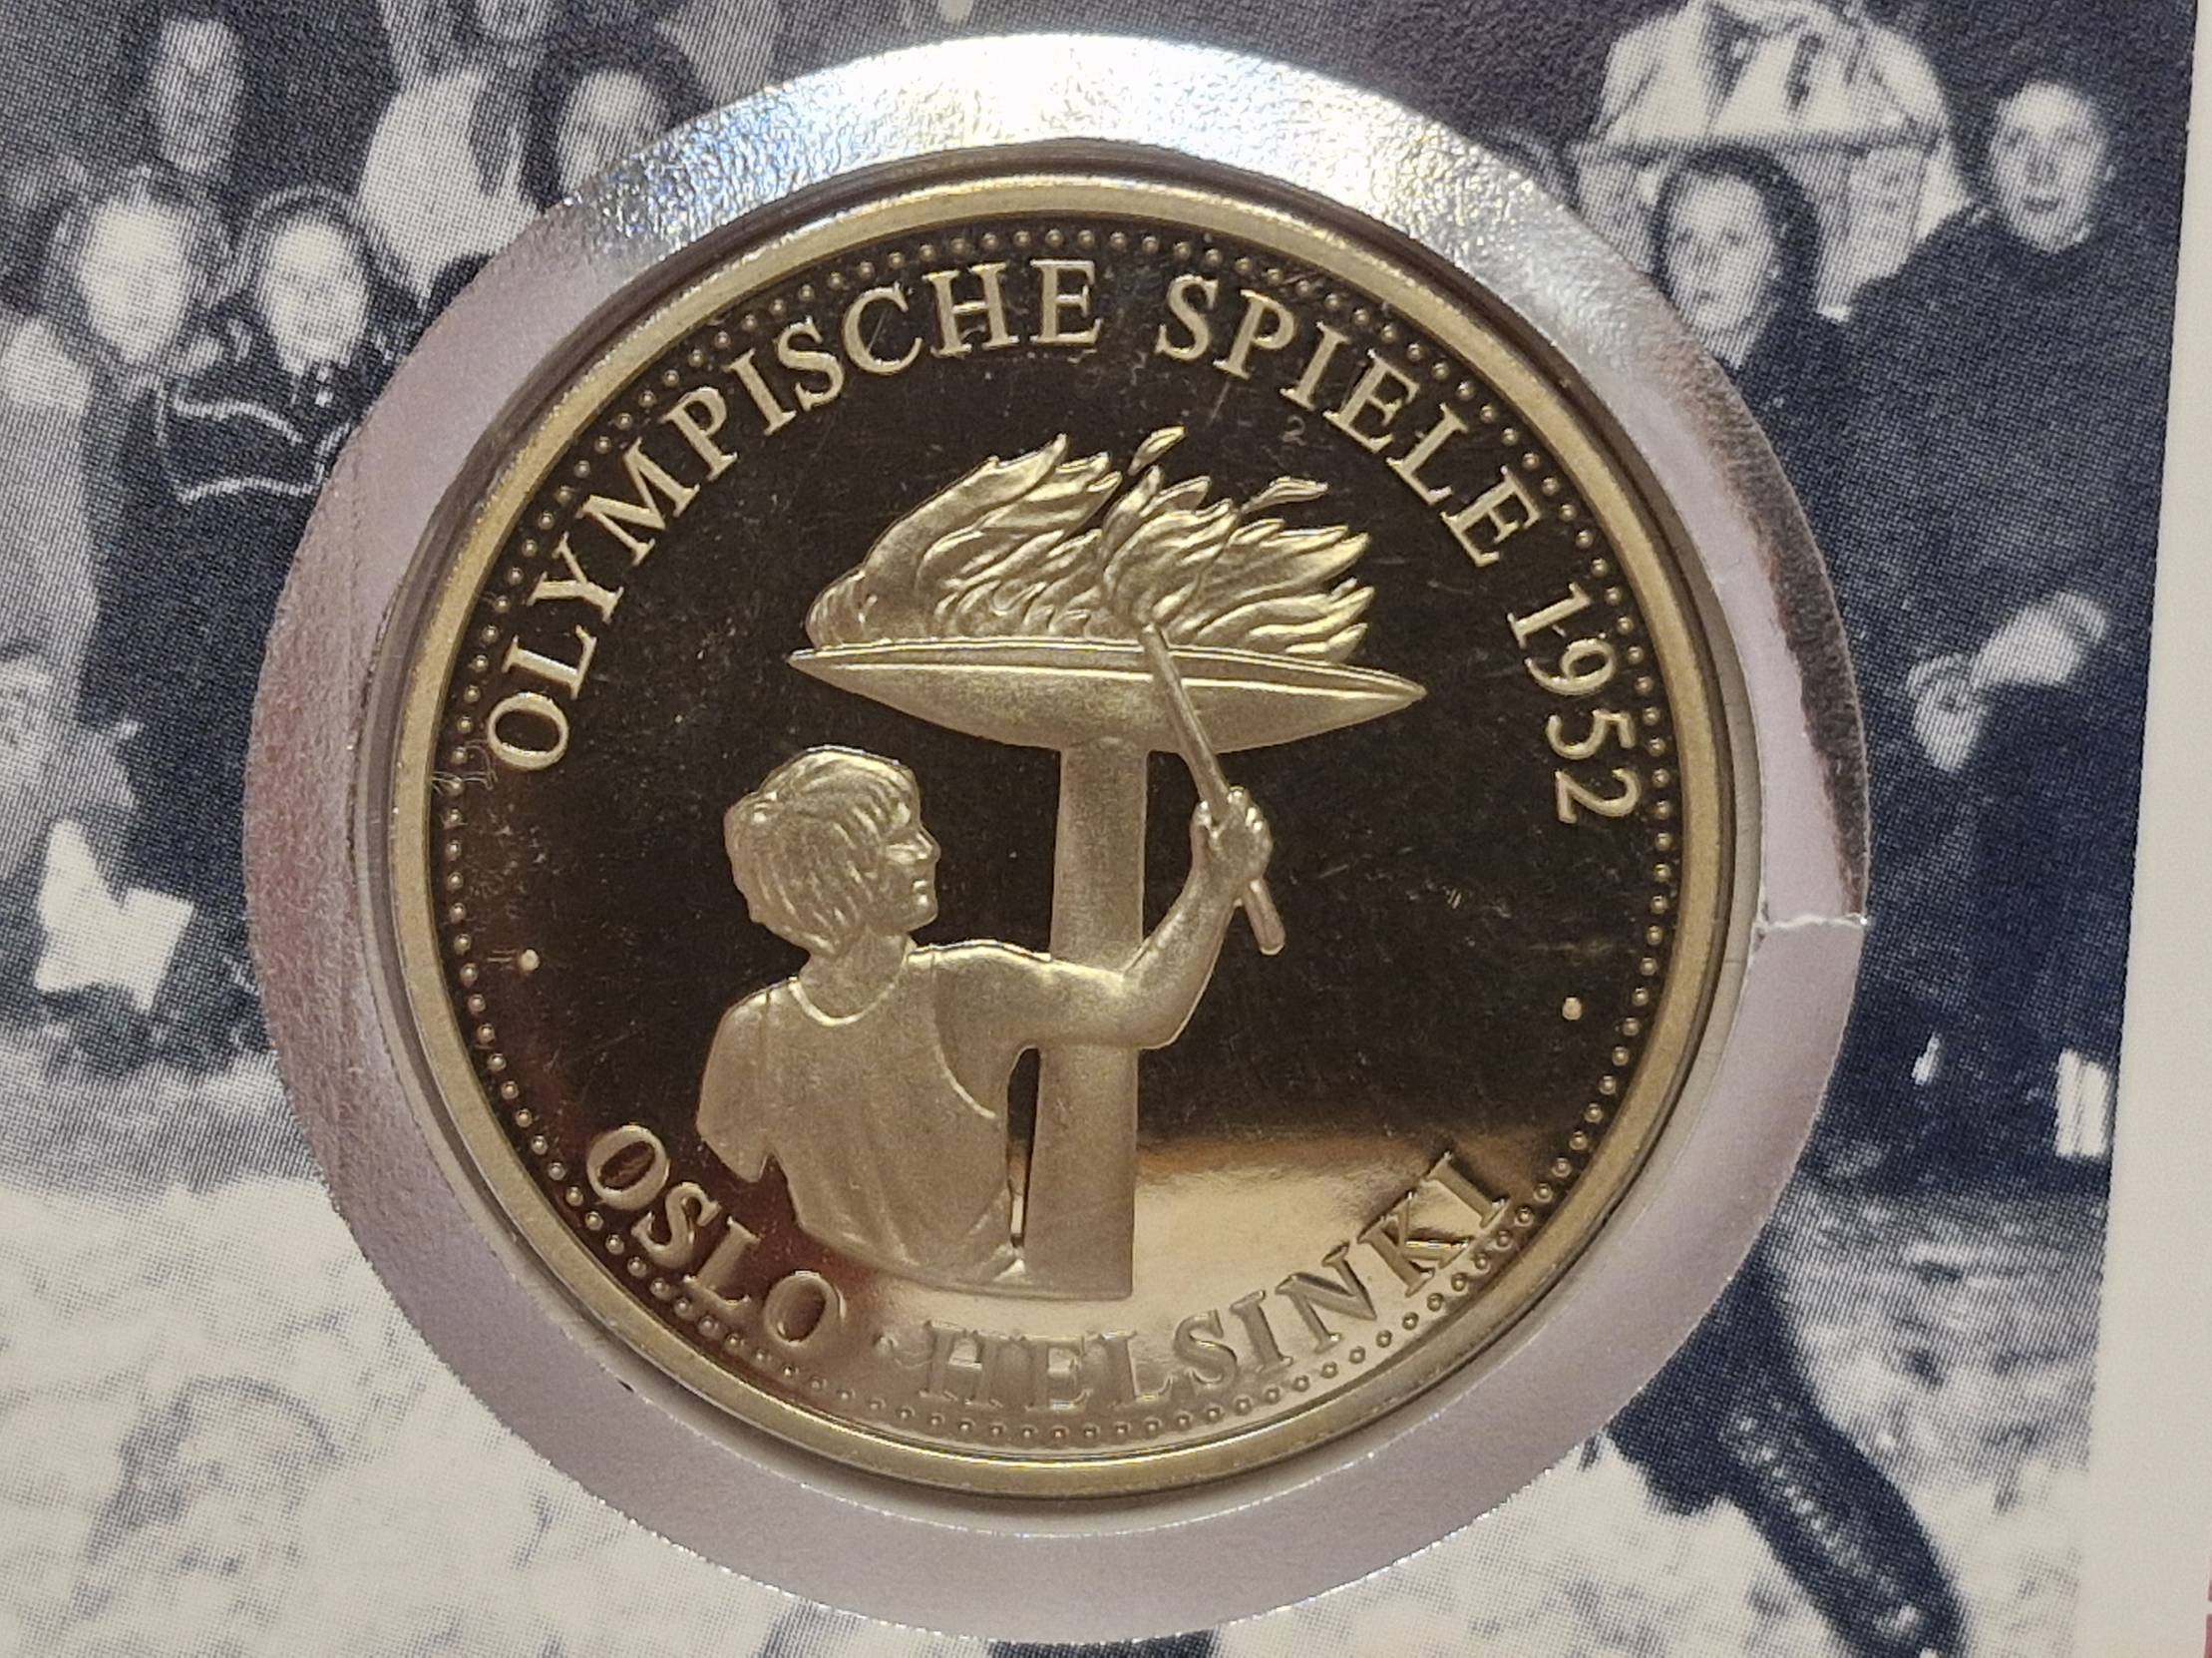 OLYMPISCHE SPIELE 1952
OSLO · HELSINKI